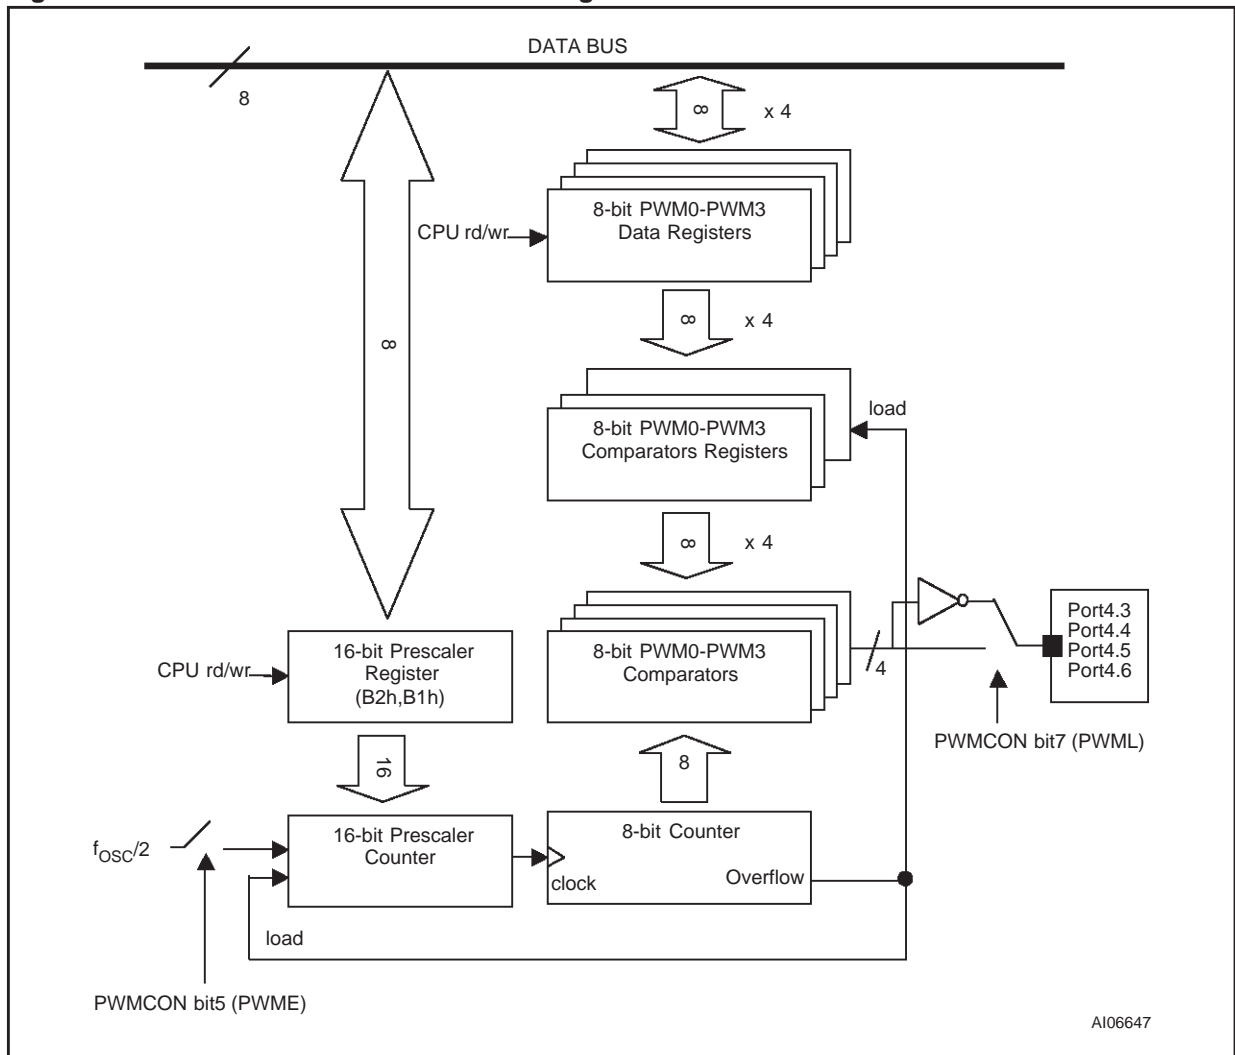 DATA BUS
8
8
x 4
8-bit PWM0-PWM3
Data Registers
CPU rd/wr
8
x 4
8
load
8-bit PWM0-PWM3
Comparators Registers
8
x 4
Port4.3
Port4.4
Port4.5
Port4.6
16-bit Prescaler
Register
(B2h,B1h)
CPU rd/wr
8-bit PWM0-PWM3
Comparators
4
PWMCON bit7 (PWML)
16
8
fOSC/2
16-bit Prescaler
Counter
8-bit Counter
clock
Overflow
load
PWMCON bit5 (PWME)
AI06647